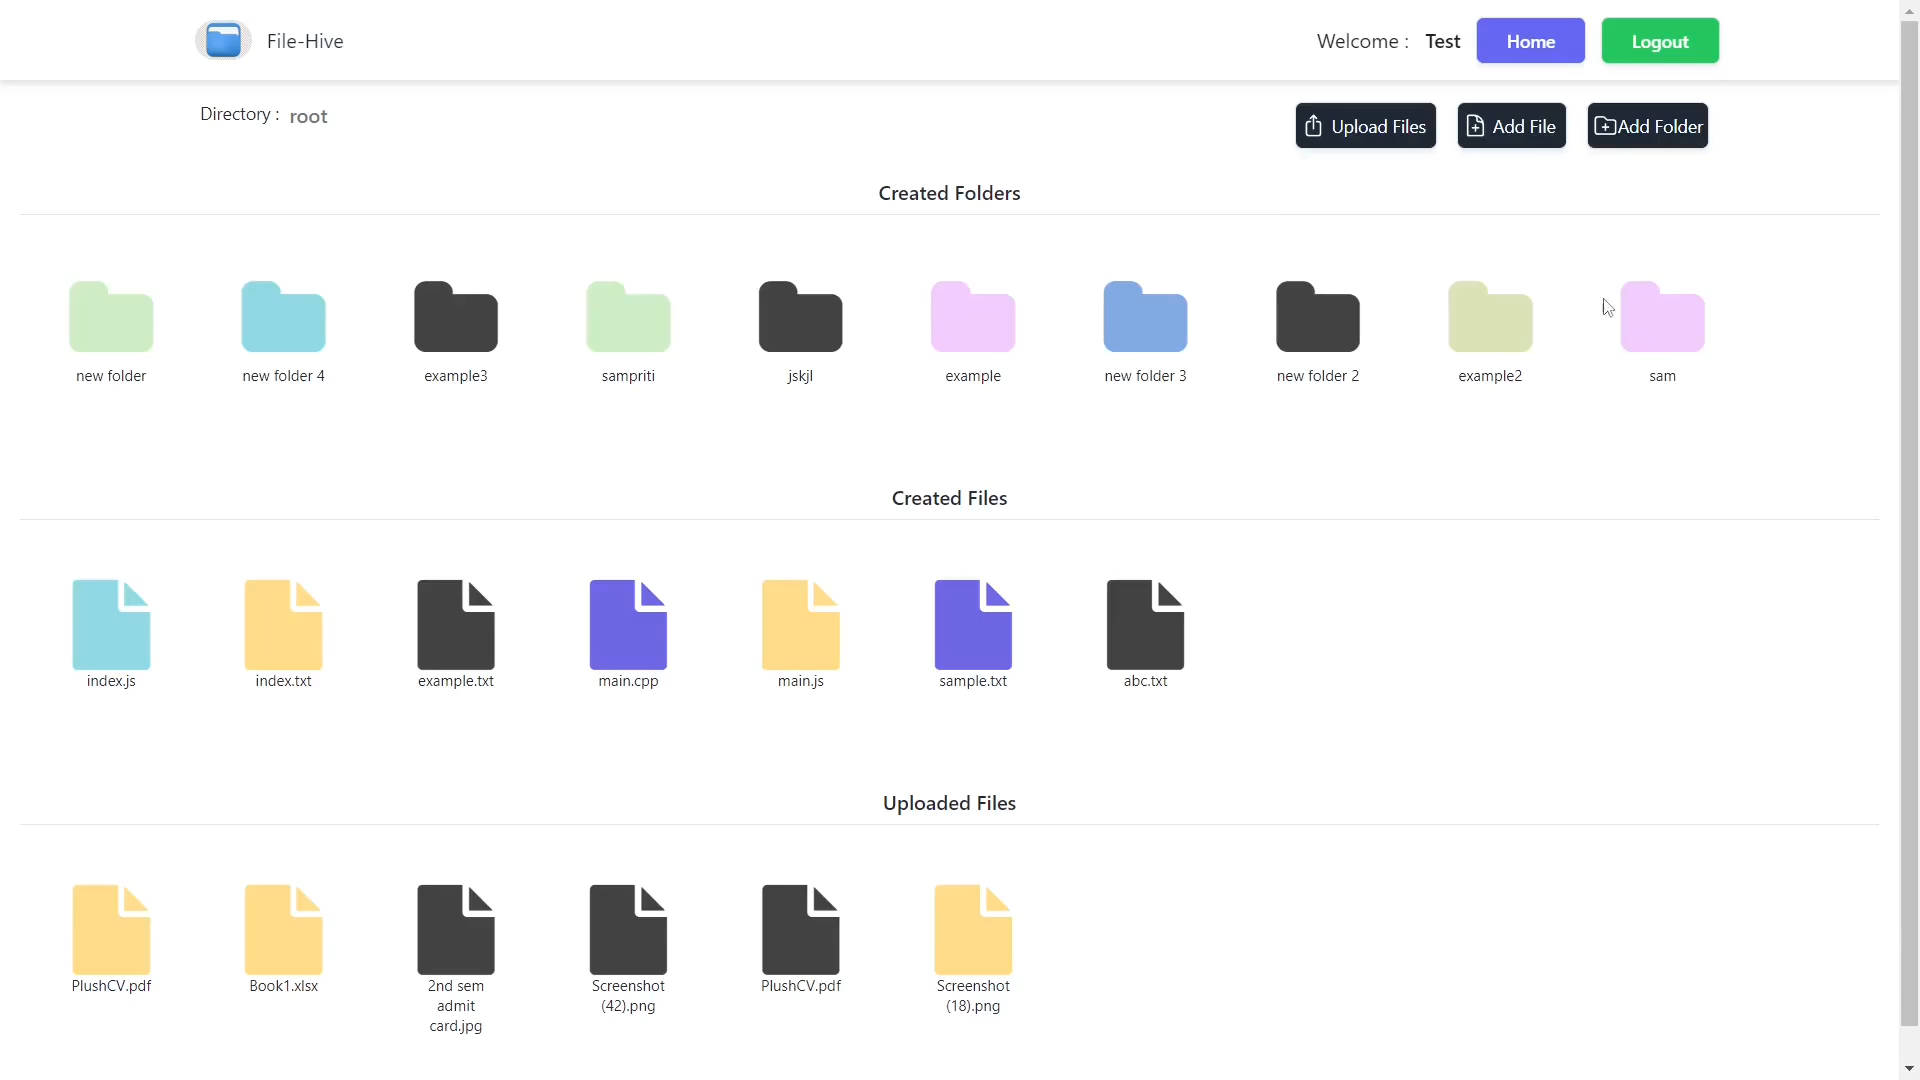 File-Hive
Welcome : Test
Home
Logout
Directory : root
Upload Files
Add File
Add Folder
Created Folders
new folder
new folder 4
example3
sampriti
jskjl
example
new folder 3
new folder 2
example2
sam
Created Files
index.js
index.txt
example.txt
main.cpp
main.js
sample.txt
abc.txt
Uploaded Files
PlushCV.pdf
Book1.xlsx
2nd sem
admit
card.jpg
Screenshot
(42).png
PlushCV.pdf
Screenshot
(18).png